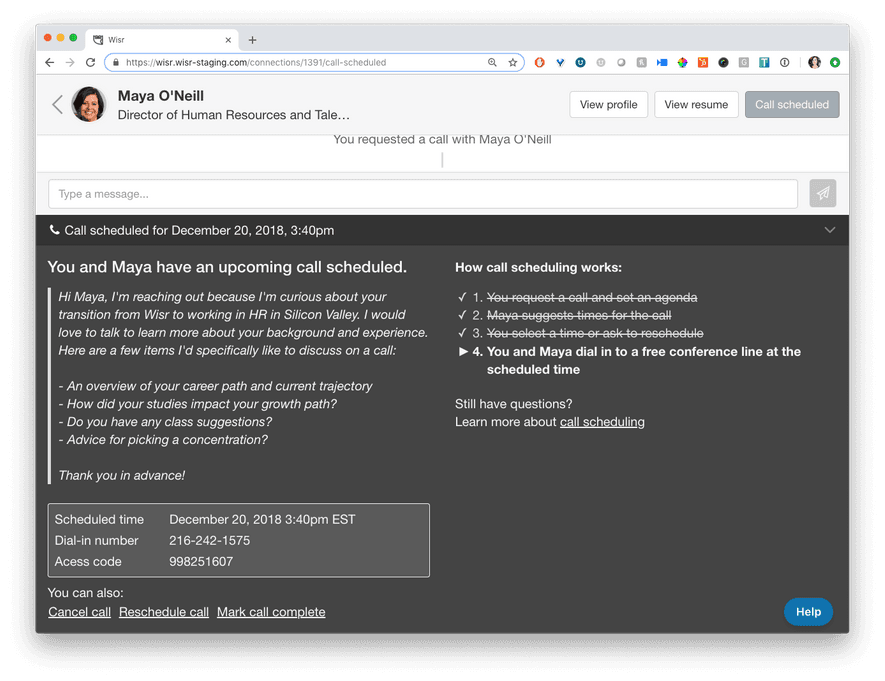 Wisr
https://wisr.wisr-staging.com/connections/1391/call-scheduled
Maya O'Neill
Director of Human Resources and Tale…
View profile
View resume
Call scheduled
You requested a call with Maya O'Neill
Type a message...
Call scheduled for December 20, 2018, 3:40pm
You and Maya have an upcoming call scheduled.
Hi Maya, I'm reaching out because I'm curious about your
transition from Wisr to working in HR in Silicon Valley. I would
love to talk to learn more about your background and experience.
Here are a few items I'd specifically like to discuss on a call:
- An overview of your career path and current trajectory
- How did your studies impact your growth path?
- Do you have any class suggestions?
- Advice for picking a concentration?
Thank you in advance!
Scheduled time December 20, 2018 3:40pm EST
Dial-in number 216-242-1575
Acess code 998251607
You can also:
Cancel call Reschedule call Mark call complete
How call scheduling works:
✓ 1. You request a call and set an agenda
✓ 2. Maya suggests times for the call
✓ 3. You select a time or ask to reschedule
▶ 4. You and Maya dial in to a free conference line at the
scheduled time
Still have questions?
Learn more about call scheduling
Help